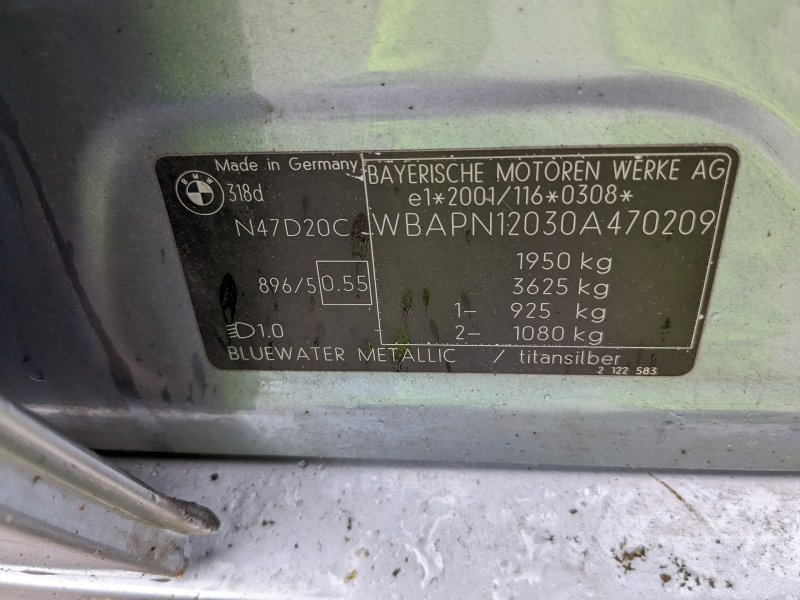 Made in Germany
BAYERISCHE MOTOREN WERKE AG
BMW
318d
e1*2001/116*0308*
N47D20C
WBAPN12030A470209
1950 kg
896/5 0.55
3625 kg
1- 925 kg
1.0
2- 1080 kg
BLUEWATER METALLIC / titansilber
2 122 583